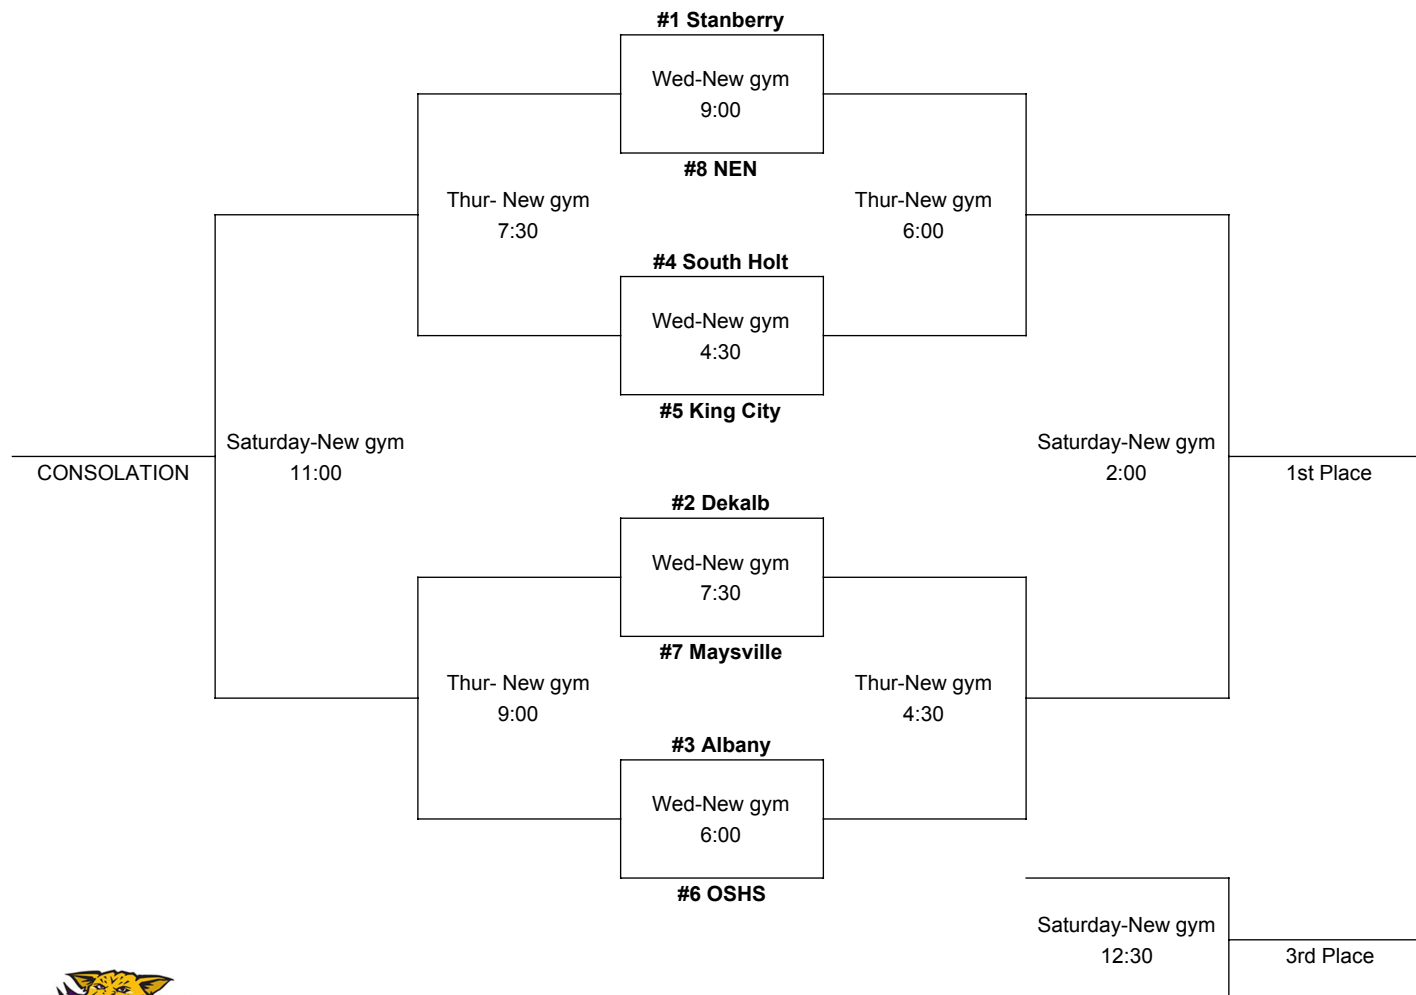 #1 Stanberry
Wed-New gym
9:00
#8 NEN
Thur- New gym
7:30
Thur-New gym
6:00
#4 South Holt
Wed-New gym
4:30
#5 King City
Saturday-New gym
11:00
CONSOLATION
Saturday-New gym
2:00
1st Place
#2 Dekalb
Wed-New gym
7:30
#7 Maysville
Thur- New gym
9:00
Thur-New gym
4:30
#3 Albany
Wed-New gym
6:00
#6 OSHS
Saturday-New gym
12:30
3rd Place